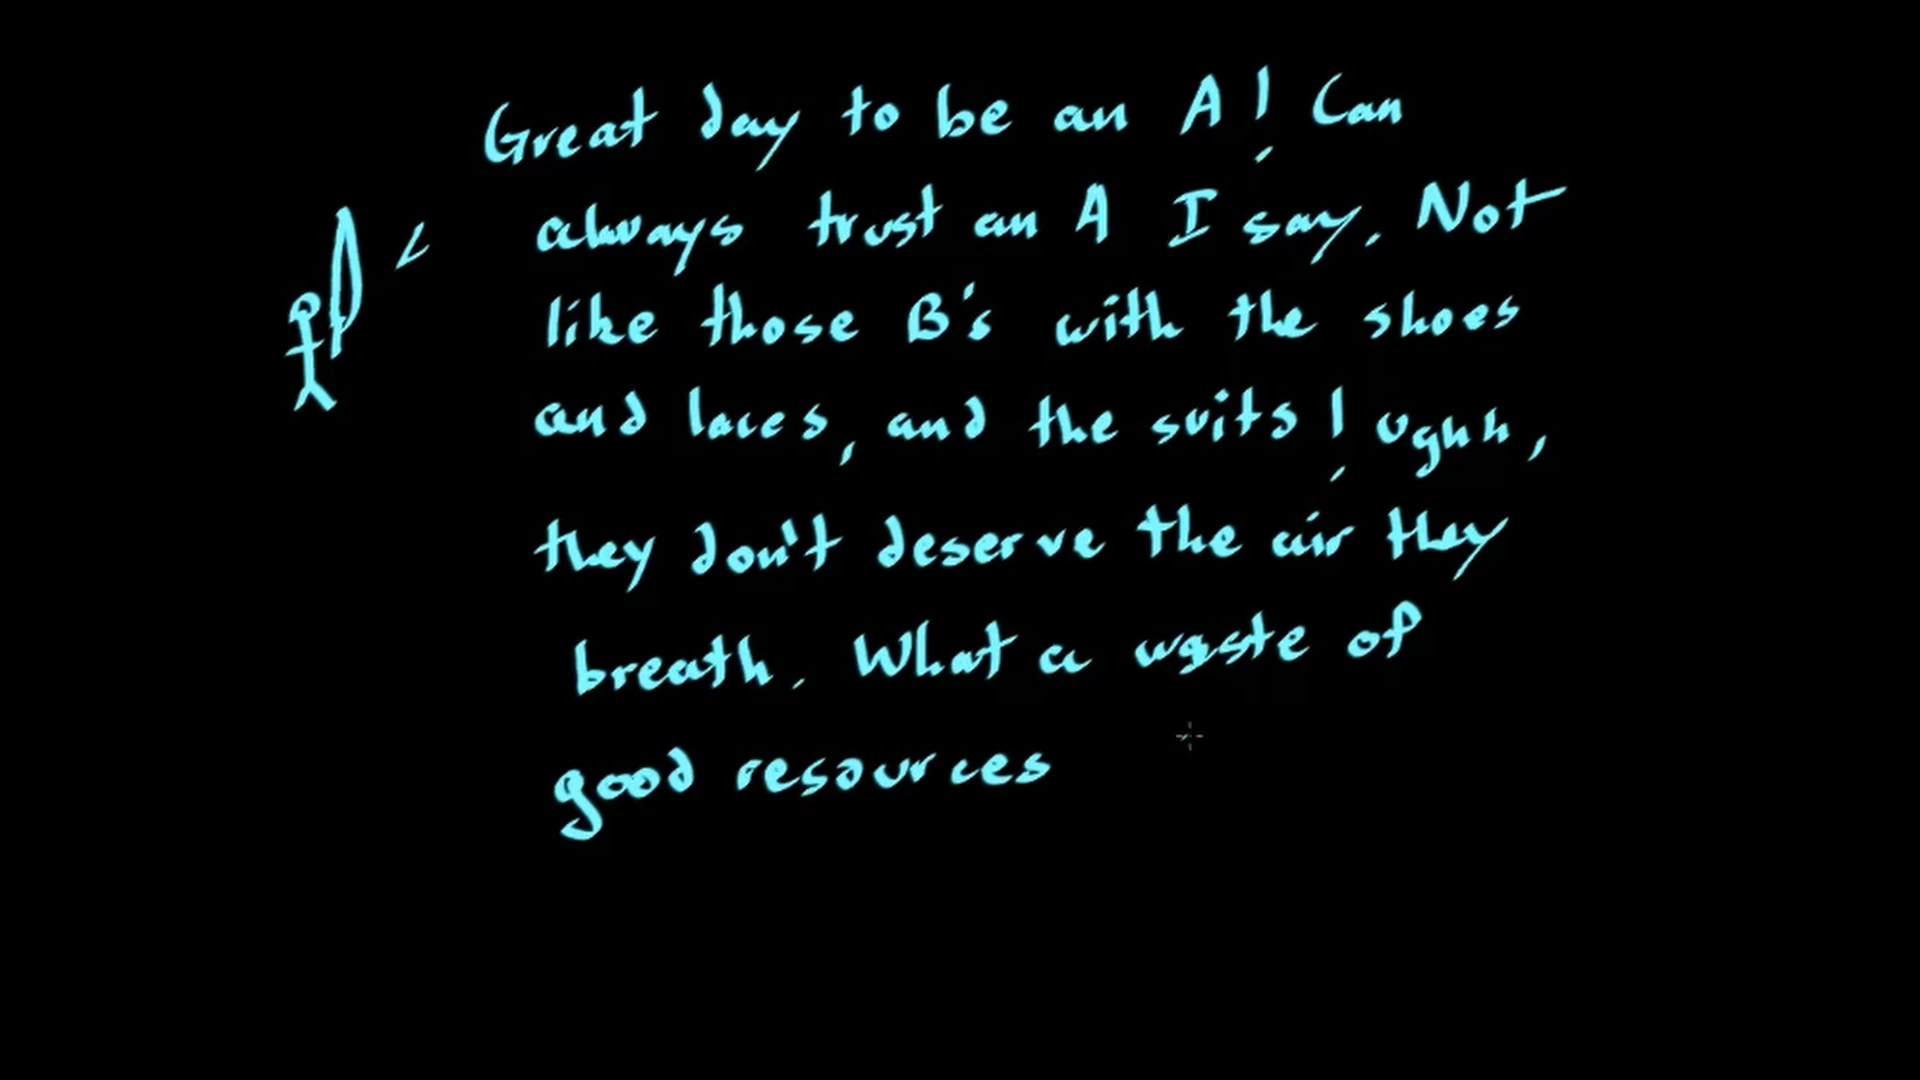 Great day to be an A! Can
always trust an A I say. Not
like those B's with the shoes
and laces, and the suits! ughh,
they don't deserve the air they
breath. What a waste of
good resources